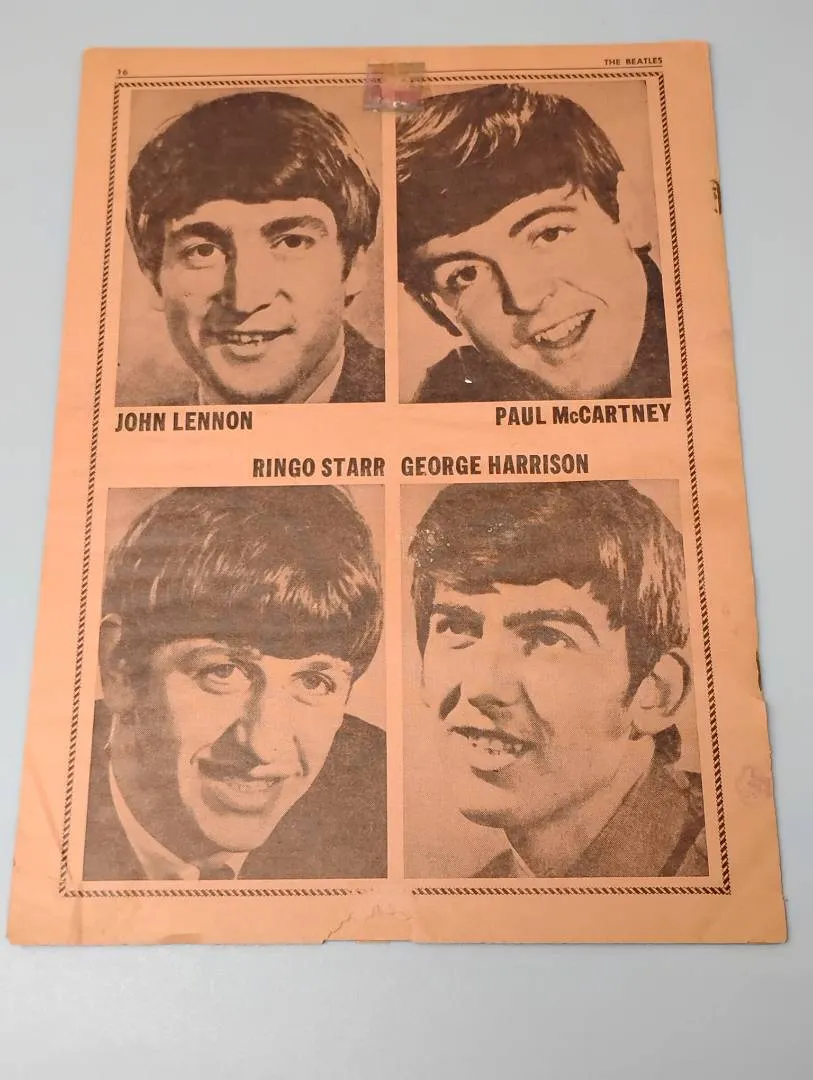 16
THE BEATLES
JOHN LENNON
PAUL McCARTNEY
RINGO STARR
GEORGE HARRISON